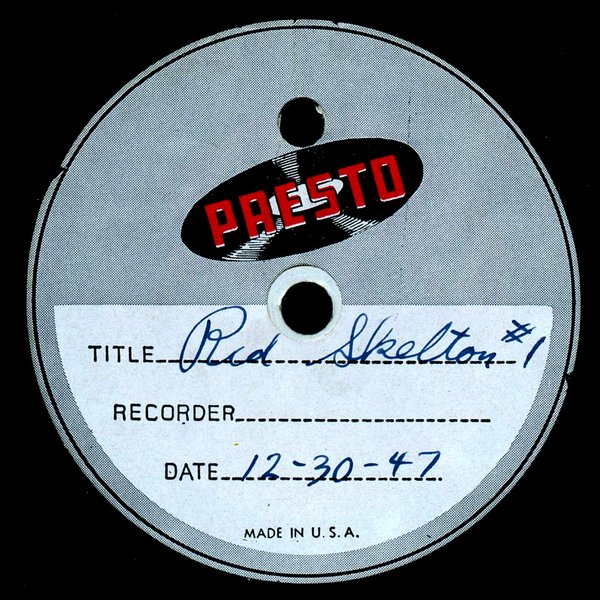 PRESTO
TITLE Red Skelton #1
RECORDER
DATE 12-30-47
MADE IN U.S.A.